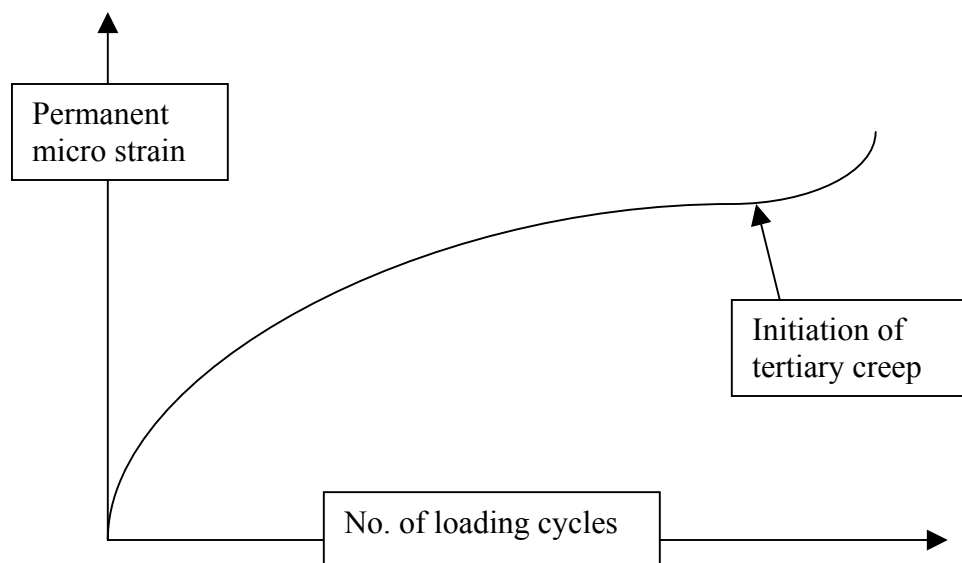 Permanent
micro strain
Initiation of
tertiary creep
No. of loading cycles